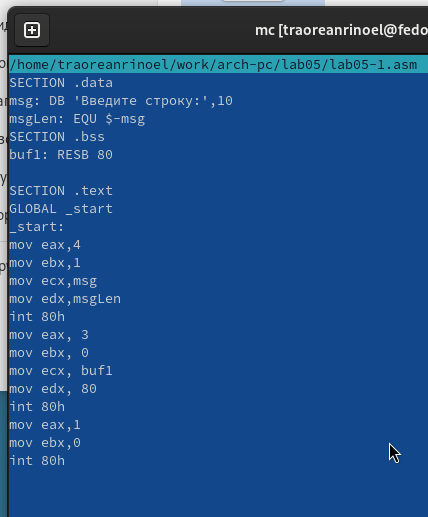 mc [traoreanrinoel@fedo
/home/traoreanrinoel/work/arch-pc/lab05/lab05-1.asm
SECTION .data
msg: DB 'Введите строку:',10
msgLen: EQU $-msg
SECTION .bss
buf1: RESB 80
SECTION .text
GLOBAL _start
_start:
mov eax,4
mov ebx,1
mov ecx,msg
mov edx,msgLen
int 80h
mov eax, 3
mov ebx, 0
mov ecx, buf1
mov edx, 80
int 80h
mov eax,1
mov ebx,0
int 80h